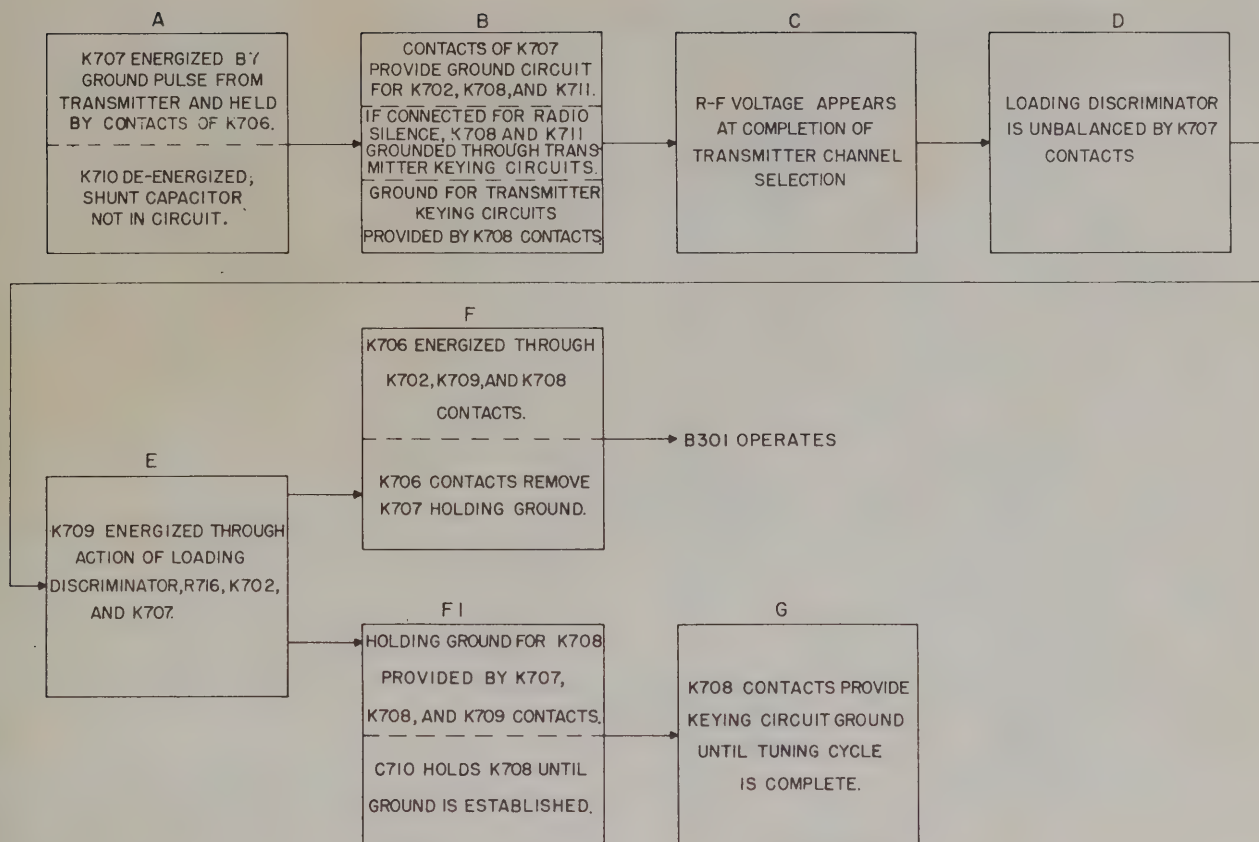 A
K707 ENERGIZED BY
GROUND PULSE FROM
TRANSMITTER AND HELD
BY CONTACTS OF K706.
K710 DE-ENERGIZED;
SHUNT CAPACITOR
NOT IN CIRCUIT.
B
CONTACTS OF K707
PROVIDE GROUND CIRCUIT
FOR K702, K708, AND K711.
IF CONNECTED FOR RADIO
SILENCE, K708 AND K711
GROUNDED THROUGH TRANS-
MITTER KEYING CIRCUITS.
GROUND FOR TRANSMITTER
KEYING CIRCUITS
PROVIDED BY K708 CONTACTS
C
R-F VOLTAGE APPEARS
AT COMPLETION OF
TRANSMITTER CHANNEL
SELECTION
D
LOADING DISCRIMINATOR
IS UNBALANCED BY K707
CONTACTS
E
K709 ENERGIZED THROUGH
ACTION OF LOADING
DISCRIMINATOR, R716, K702,
AND K707.
F
K706 ENERGIZED THROUGH
K702, K709, AND K708
CONTACTS.
K706 CONTACTS REMOVE
K707 HOLDING GROUND.
B301 OPERATES
F1
HOLDING GROUND FOR K708
PROVIDED BY K707,
K708, AND K709 CONTACTS.
C710 HOLDS K708 UNTIL
GROUND IS ESTABLISHED.
G
K708 CONTACTS PROVIDE
KEYING CIRCUIT GROUND
UNTIL TUNING CYCLE
IS COMPLETE.